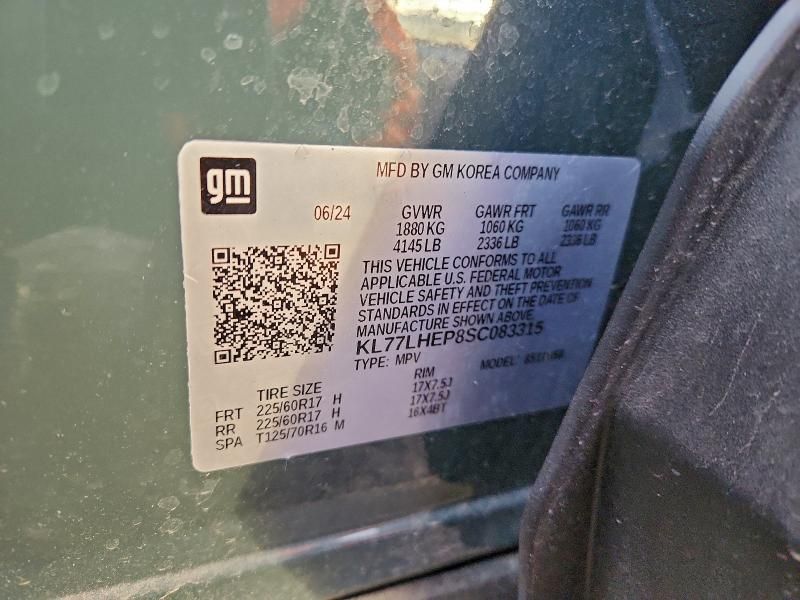 gm
MFD BY GM KOREA COMPANY
06/24 GVWR GAWR FRT GAWR RR
1880 KG 1060 KG 1060 KG
4145 LB 2336 LB 2336 LB
THIS VEHICLE CONFORMS TO ALL
APPLICABLE U.S. FEDERAL MOTOR
VEHICLE SAFETY AND THEFT PREVENTION
STANDARDS IN EFFECT ON THE DATE OF
MANUFACTURE SHOWN ABOVE.
KL77LHEP8SC083315
TYPE: MPV MODEL:
TIRE SIZE RIM
FRT 225/60R17 H 17X7.5J
RR 225/60R17 H 17X7.5J
SPA T125/70R16 M 16X4BT